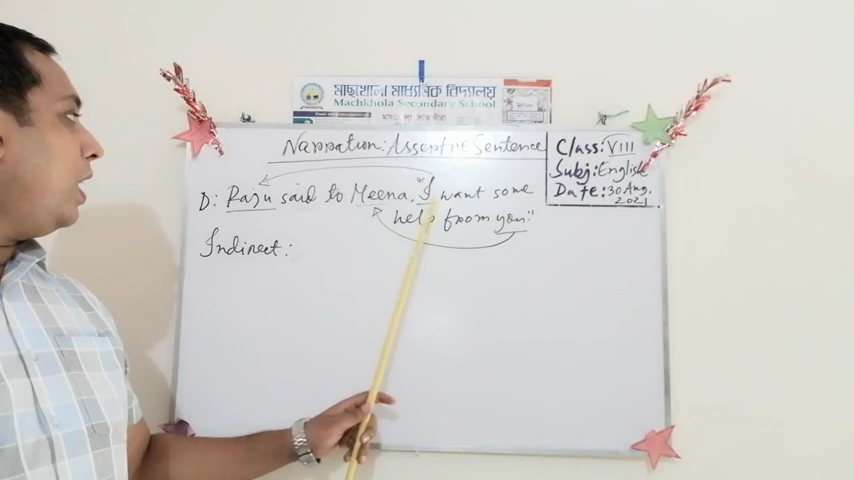 মাছখোলা মাধ্যমিক বিদ্যালয়
Machkhola Secondary School
Narration: Assertive Sentence
Class: VIII
Subj: English
Date: 30 Aug. 2021
D: Raju said to Meena, "I want some
help from you."
Indirect: